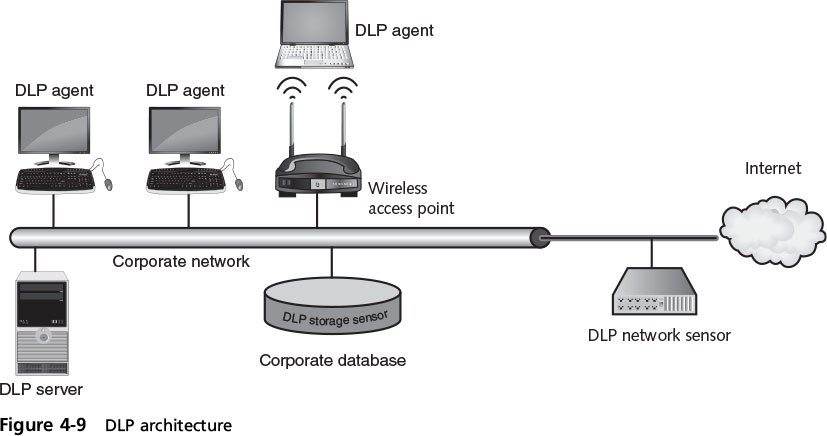 DLP agent
DLP agent
DLP agent
Wireless
access point
Internet
Corporate network
DLP storage sensor
DLP network sensor
Corporate database
DLP server
Figure 4-9 DLP architecture